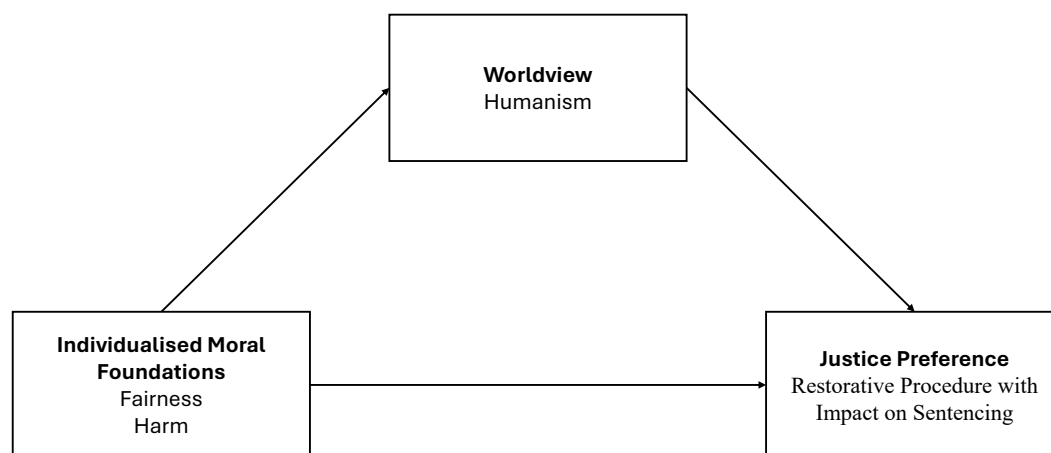 Worldview
Humanism
Individualised Moral
Foundations
Fairness
Harm
Justice Preference
Restorative Procedure with
Impact on Sentencing